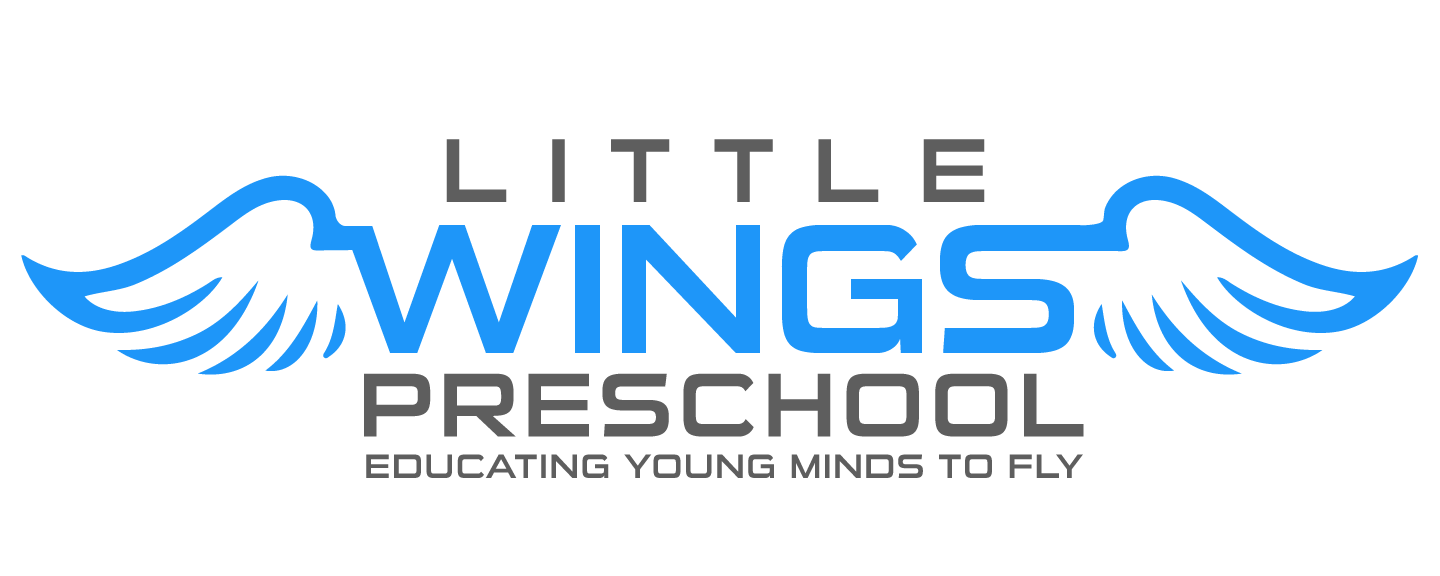 LITTLE
WINGS
PRESCHOOL
EDUCATING YOUNG MINDS TO FLY